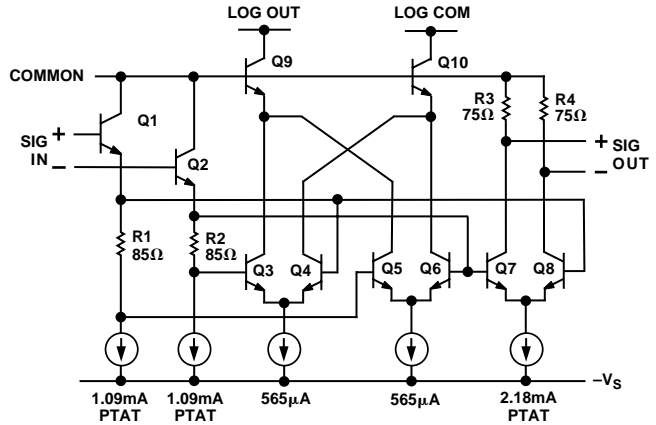 LOG OUT
LOG COM
COMMON
Q9
Q10
Q1
R3
75Ω
R4
75Ω
SIG +
IN −
Q2
+ SIG
− OUT
R1
85Ω
R2
85Ω
Q3
Q4
Q5
Q6
Q7
Q8
−VS
1.09mA
PTAT
1.09mA
PTAT
565μA
565μA
2.18mA
PTAT